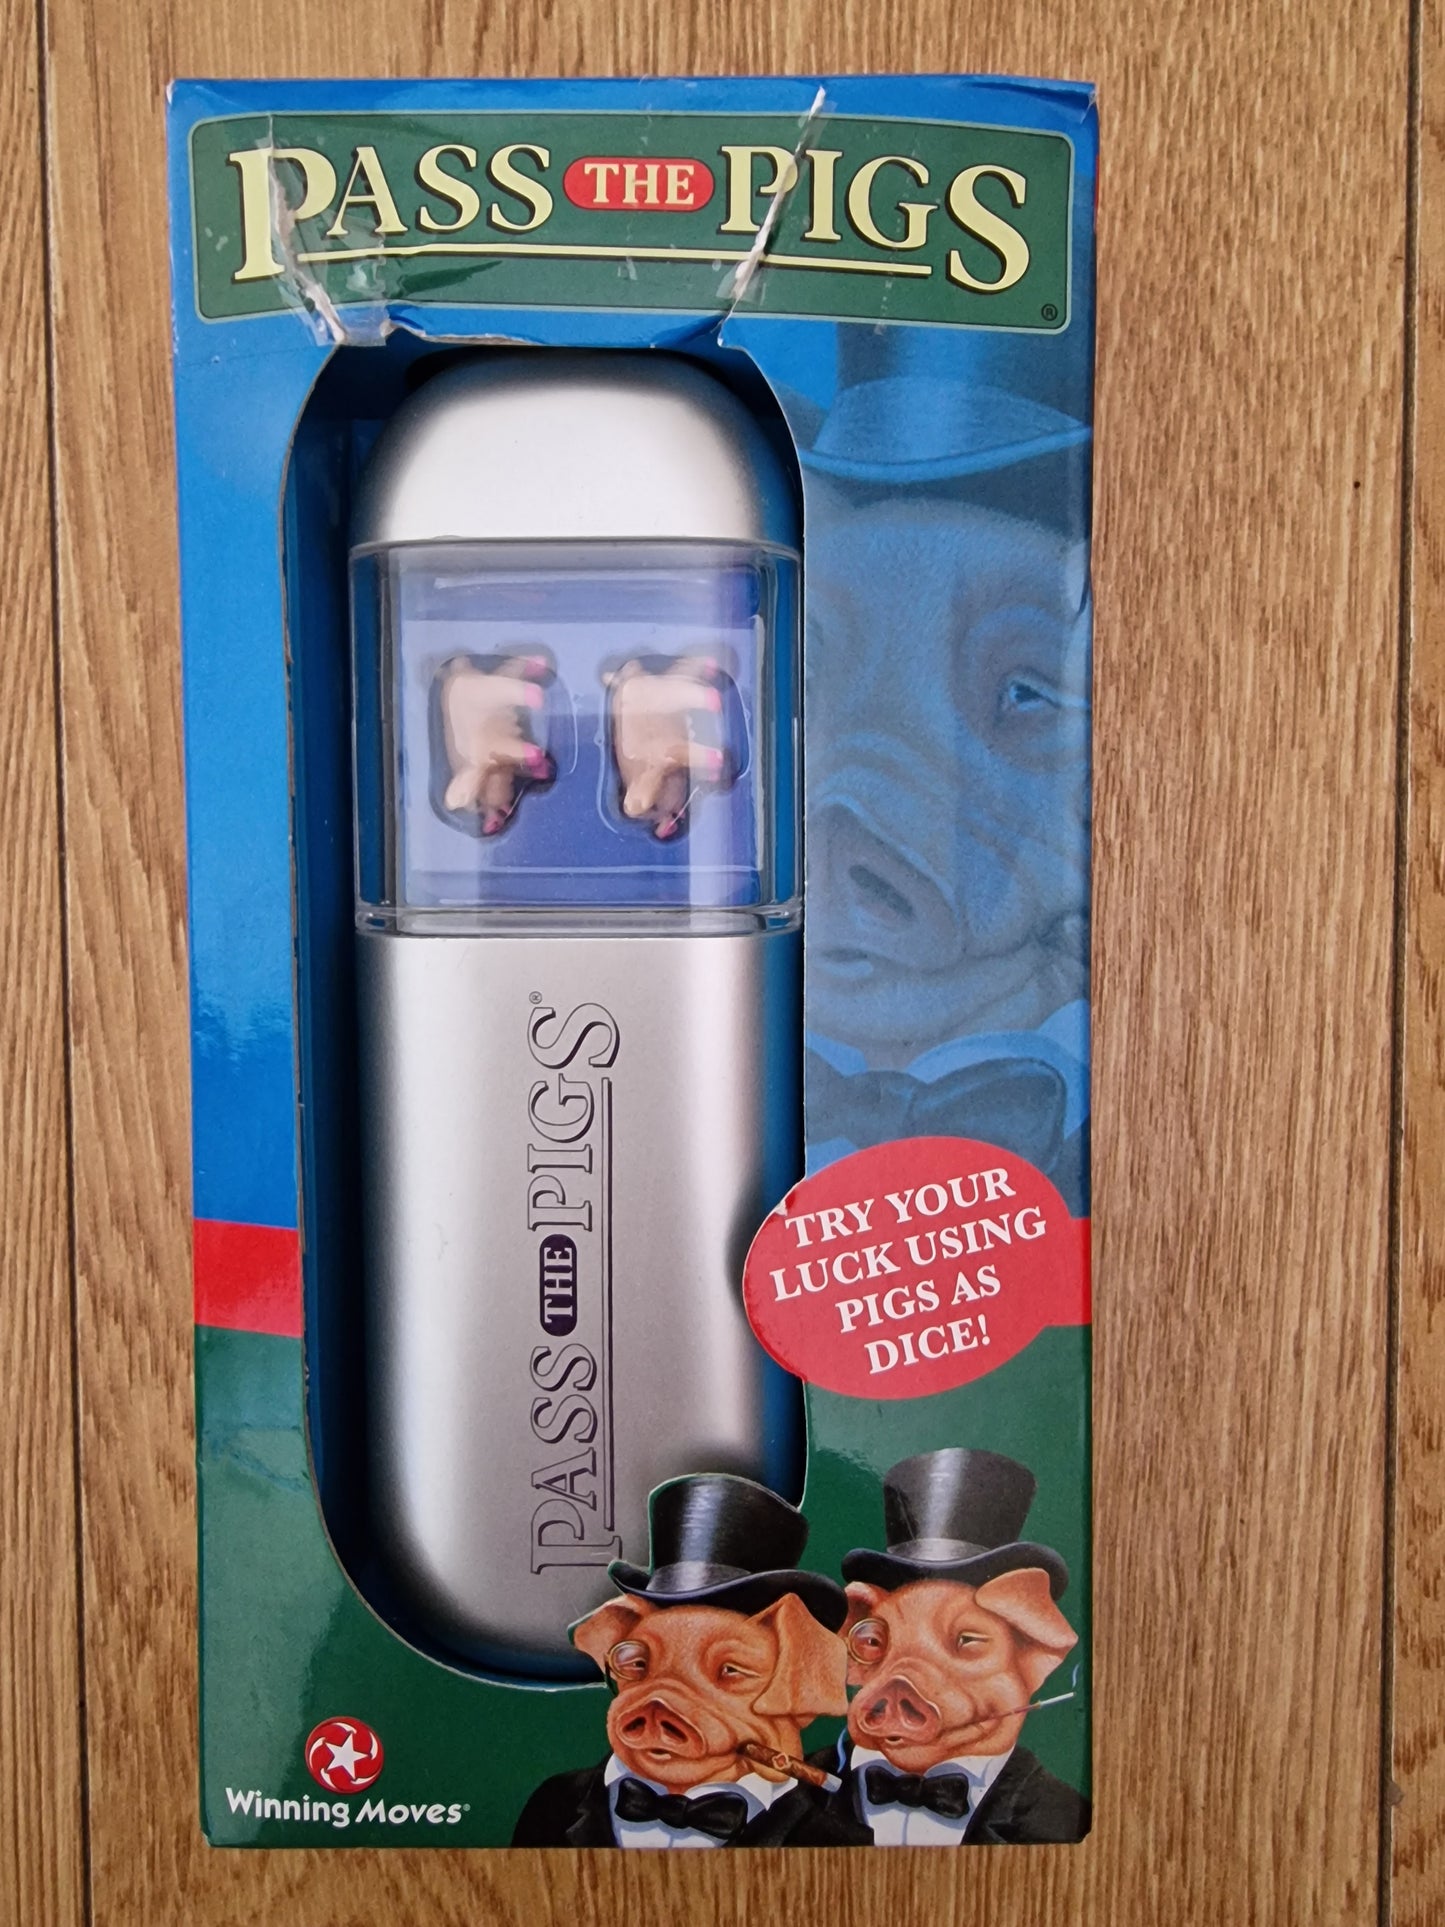 PASS THE PIGS
®
®
PASS THE PIGS
TRY YOUR
LUCK USING
PIGS AS
DICE!
Winning Moves®